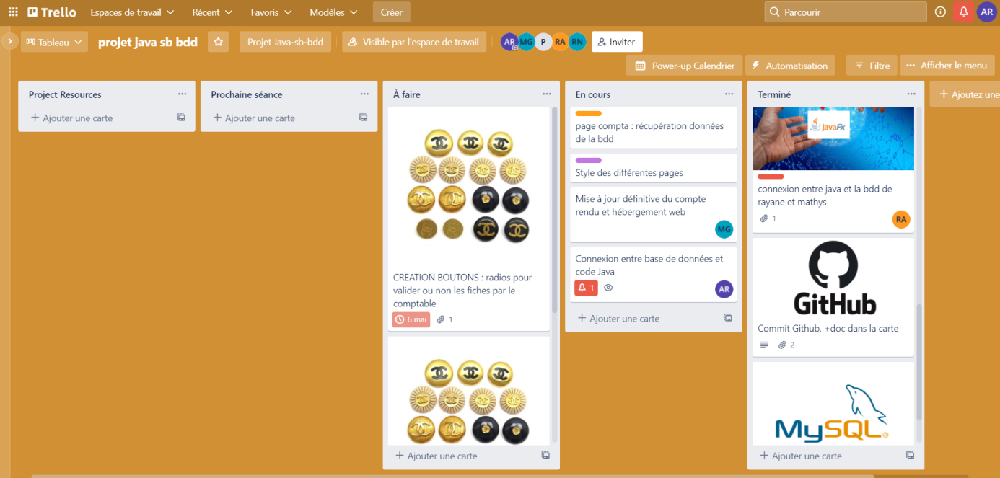 Trello
Espaces de travail
Récent
Favoris
Modèles
Créer
Parcourir
AR
Tableau
projet java sb bdd
Projet Java-sb-bdd
Visible par l'espace de travail
AR
MG
P
RA
RN
Inviter
Power-up Calendrier
Automatisation
Filtre
Afficher le menu
Project Resources
Ajouter une carte
Prochaine séance
Ajouter une carte
À faire
CREATION BOUTONS : radios pour
valider ou non les fiches par le
comptable
6 mai
1
Ajouter une carte
En cours
page compta : récupération données
de la bdd
Style des différentes pages
Mise à jour définitive du compte
rendu et hébergement web
MG
Connexion entre base de données et
code Java
1
AR
Ajouter une carte
Terminé
JavaFx
connexion entre java et la bdd de
rayane et mathys
1
RA
GitHub
Commit Github, +doc dans la carte
2
MySQL®
Ajouter une carte
Ajoutez une